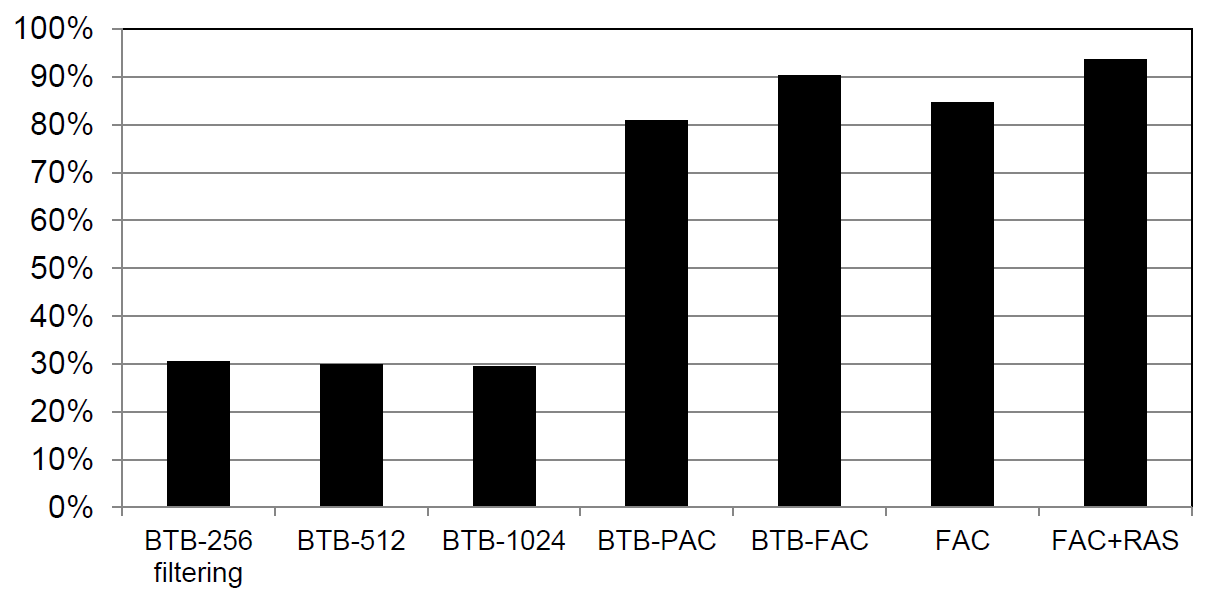 100%
90%
80%
70%
60%
50%
40%
30%
20%
10%
0%
BTB-256 filtering
BTB-512
BTB-1024
BTB-PAC
BTB-FAC
FAC
FAC+RAS